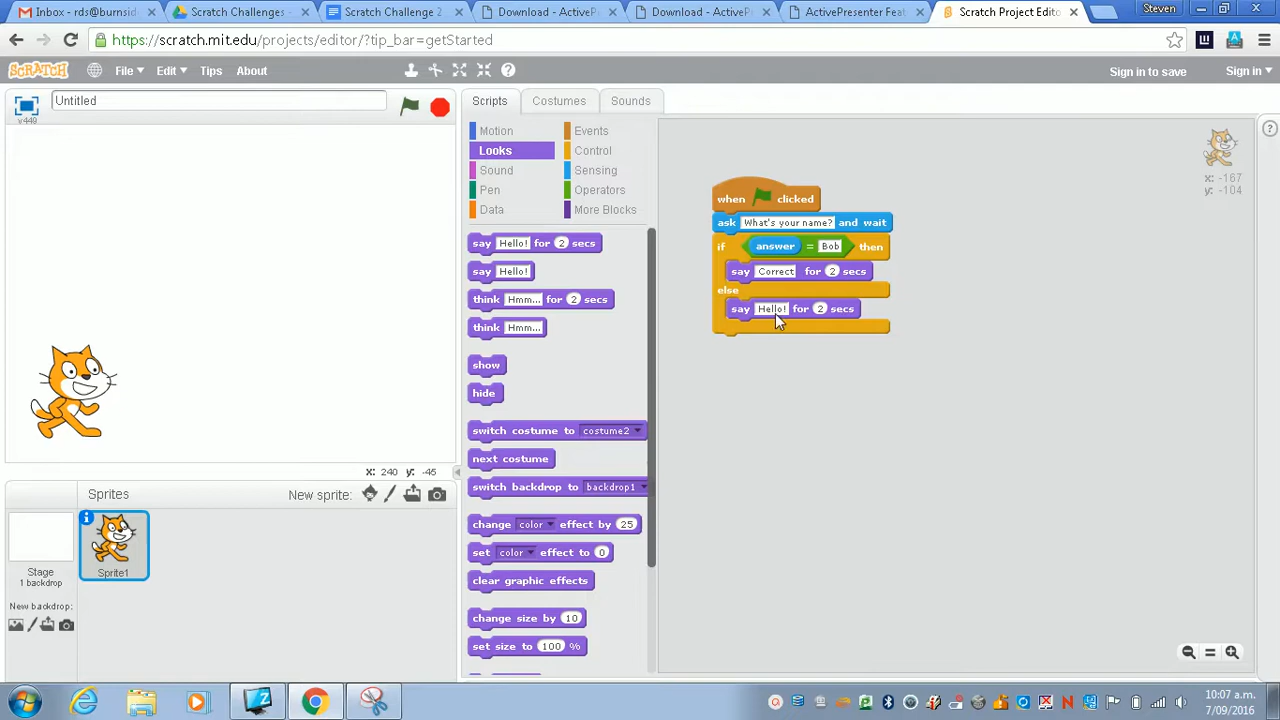 Inbox - rds@burnsid
Scratch Challenges -
Scratch Challenge 2
Download - ActiveP
Download - ActiveP
ActivePresenter Feat
Scratch Project Edito
Steven
https://scratch.mit.edu/projects/editor/?tip_bar=getStarted
SCRATCH
File
Edit
Tips
About
Sign in to save
Sign in
Untitled
v449
Scripts
Costumes
Sounds
Motion
Events
Looks
Control
Sound
Sensing
Pen
Operators
Data
More Blocks
say Hello! for 2 secs
say Hello!
think Hmm... for 2 secs
think Hmm...
show
hide
switch costume to costume2
next costume
switch backdrop to backdrop1
change color effect by 25
set color effect to 0
clear graphic effects
change size by 10
set size to 100 %
when clicked
ask What's your name? and wait
if answer = Bob then
say Correct for 2 secs
else
say Hello! for 2 secs
x: -167
y: -104
x: 240 y: -45
Sprites
New sprite:
Stage
1 backdrop
New backdrop:
Sprite1
10:07 a.m.
7/09/2016